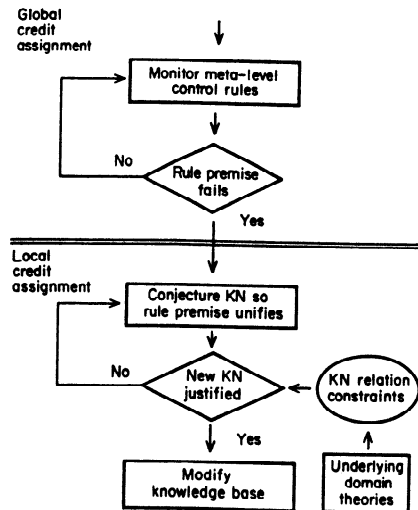 Global
credit
assignment
Monitor meta-level
control rules
No
Rule premise
fails
Yes
Local
credit
assignment
Conjecture KN so
rule premise unifies
No
New KN
justified
KN relation
constraints
Yes
Modify
knowledge base
Underlying
domain
theories